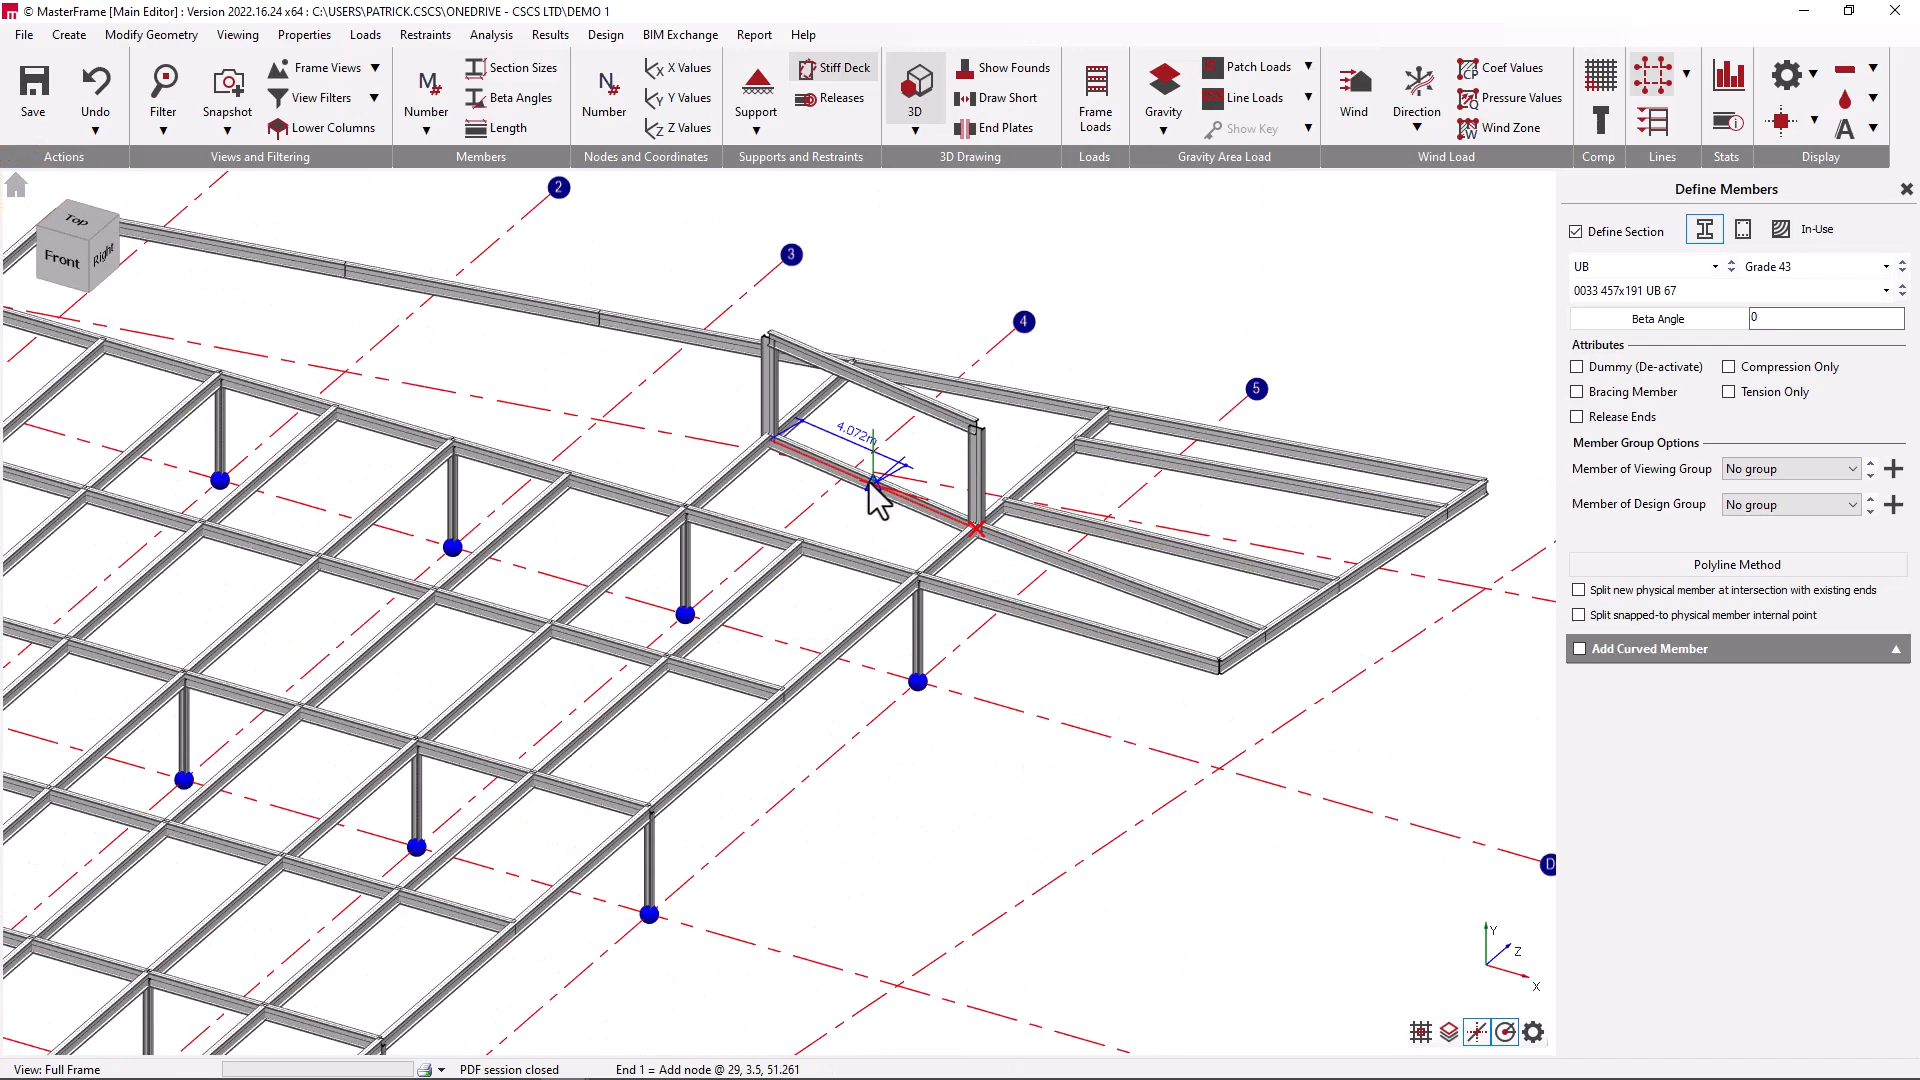 © MasterFrame [Main Editor] : Version 2022.16.24 x64 : C:\USERS\PATRICK.CSCS\ONEDRIVE - CSCS LTD\DEMO 1
File Create Modify Geometry Viewing Properties Loads Restraints Analysis Results Design BIM Exchange Report Help
Save
Undo
Actions
Filter
Snapshot
Frame Views
View Filters
Lower Columns
Views and Filtering
M#
Number
Section Sizes
Beta Angles
Length
Members
N#
Number
X Values
Y Values
Z Values
Nodes and Coordinates
Support
Stiff Deck
Releases
Supports and Restraints
3D
Show Founds
Draw Short
End Plates
3D Drawing
Frame
Loads
Loads
Gravity
Patch Loads
Line Loads
Show Key
Gravity Area Load
Wind
Direction
Coef Values
Pressure Values
Wind Zone
Wind Load
Comp
Lines
Stats
A
Display
Top
Front
Right
2
3
4
5
D
4.072m
Y
Z
X
Define Members
Define Section
In-Use
UB
Grade 43
0033 457x191 UB 67
Beta Angle
0
Attributes
Dummy (De-activate)
Compression Only
Bracing Member
Tension Only
Release Ends
Member Group Options
Member of Viewing Group
No group
Member of Design Group
No group
Polyline Method
Split new physical member at intersection with existing ends
Split snapped-to physical member internal point
Add Curved Member
View: Full Frame
PDF session closed
End 1 = Add node @ 29, 3.5, 51.261